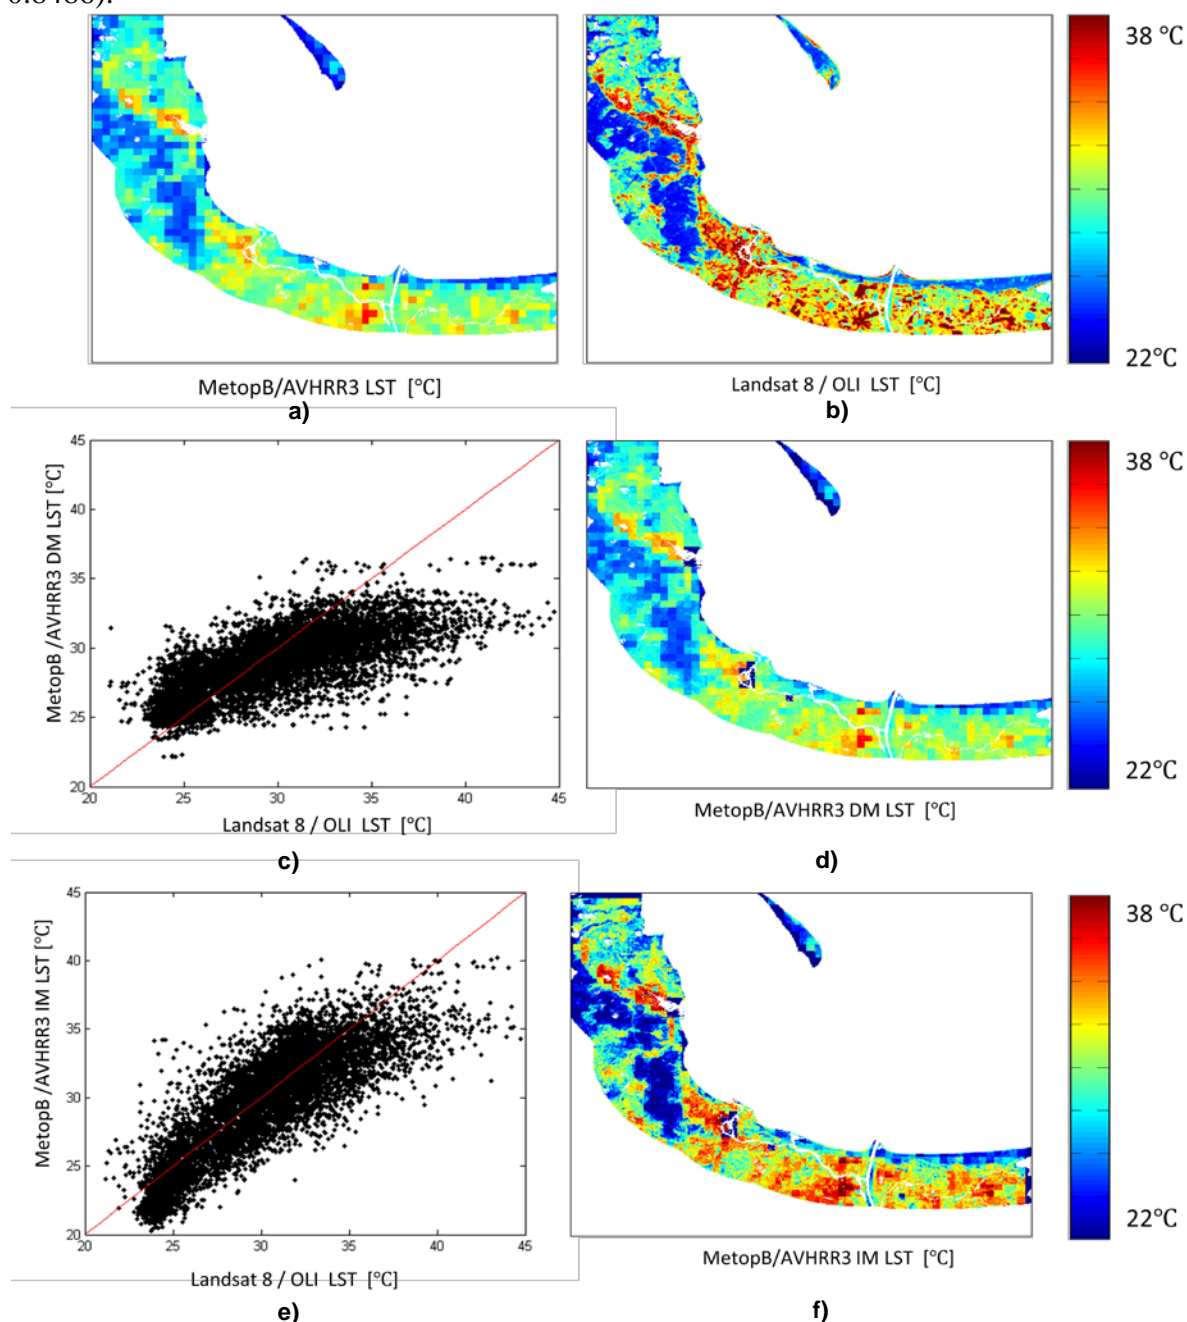 38 °C
22°C
MetopB/AVHRR3 LST [°C]
Landsat 8 / OLI LST [°C]
a)
b)
45
40
35
30
25
20
20
25
30
35
40
45
MetopB /AVHRR3 DM LST [°C]
Landsat 8 / OLI LST [°C]
38 °C
22°C
MetopB/AVHRR3 DM LST [°C]
c)
d)
45
40
35
30
25
20
20
25
30
35
40
45
MetopB /AVHRR3 IM LST [°C]
Landsat 8 / OLI LST [°C]
38 °C
22°C
MetopB/AVHRR3 IM LST [°C]
e)
f)